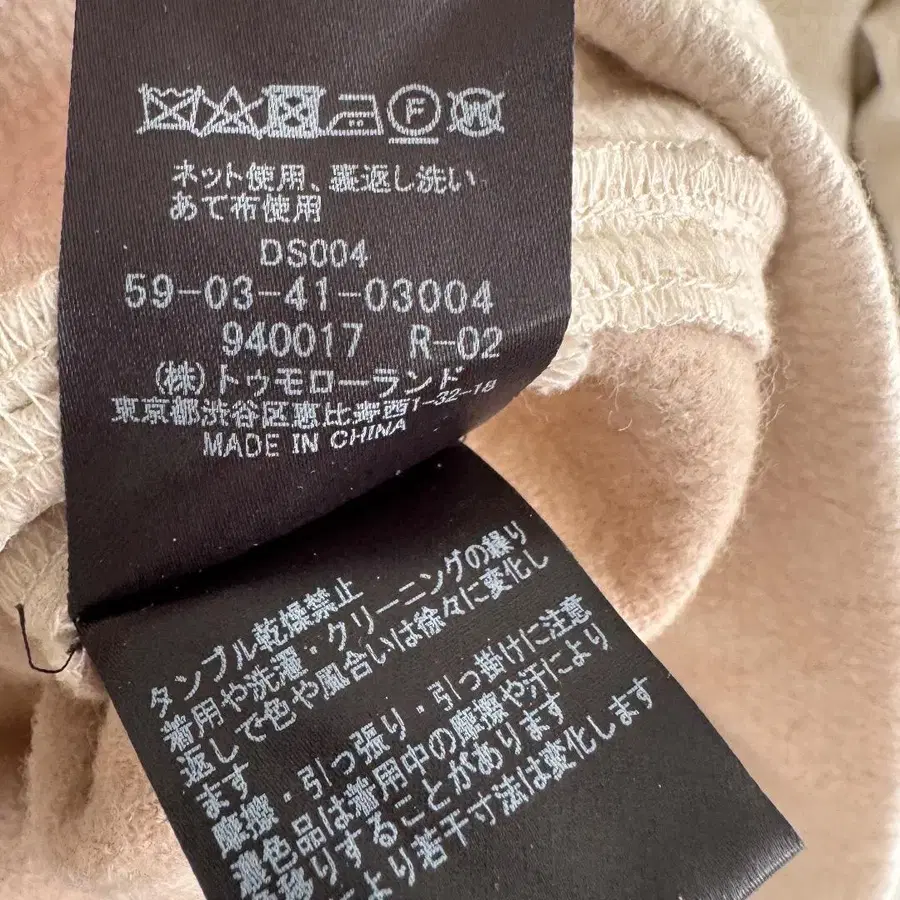 F W
ネット使用、裏返し洗い
あて布使用
DS004
59-03-41-03004
940017 R-02
(株)トゥモローランド
東京都渋谷区恵比寿西1-32-18
MADE IN CHINA
タンブル乾燥禁止
着用や洗濯・クリーニングの繰り
返しで色や風合いは徐々に変化し
ます
摩擦・引っ張り・引っ掛けに注意
濃色品は着用中の摩擦や汗により
色移りすることがあります
により若干寸法は変化します